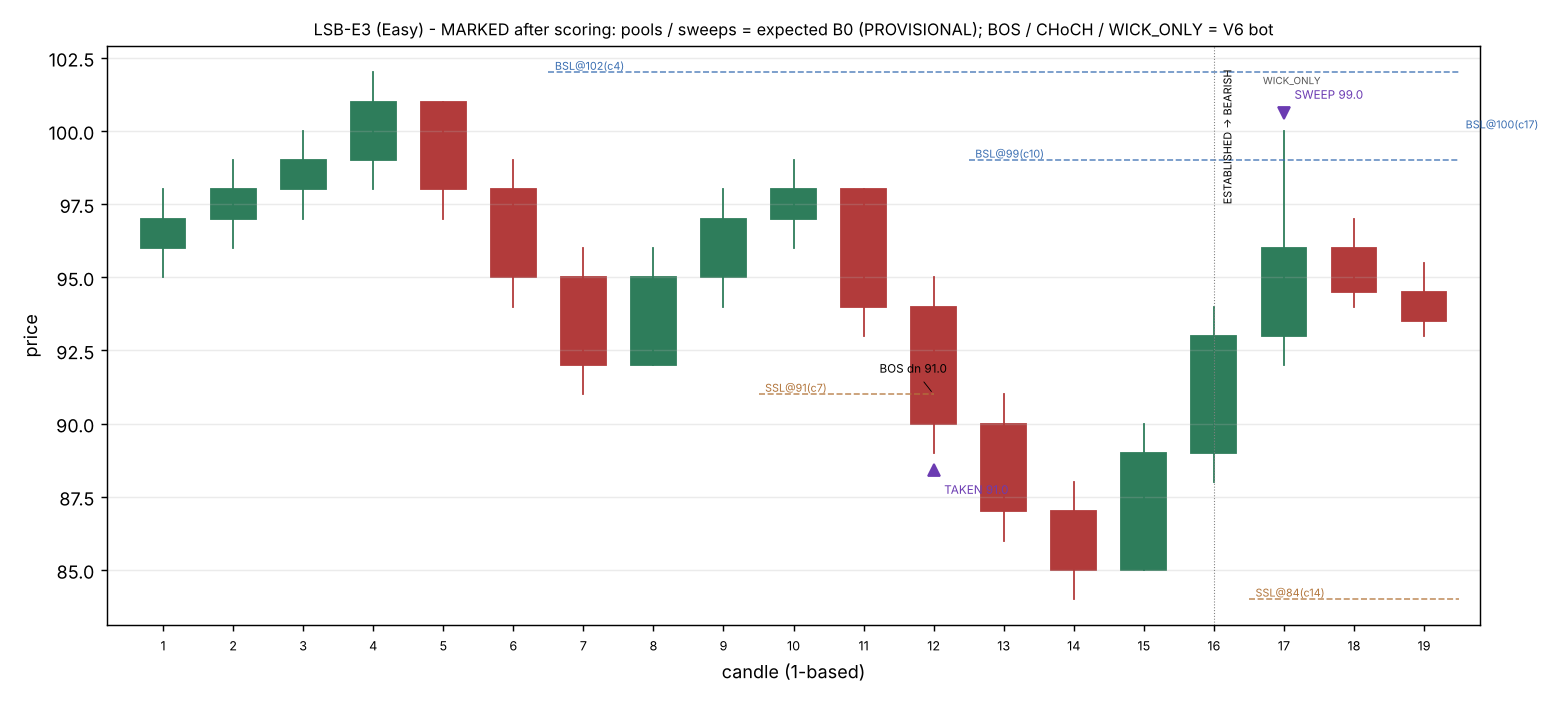 LSB-E3 (Easy) - MARKED after scoring: pools / sweeps = expected B0 (PROVISIONAL); BOS / CHoCH / WICK_ONLY = V6 bot
102.5
100.0
97.5
95.0
92.5
90.0
87.5
85.0
price
BSL@102(c4)
WICK_ONLY
SWEEP 99.0
BSL@100(c17)
ESTABLISHED → BEARISH
BSL@99(c10)
BOS dn 91.0
SSL@91(c7)
TAKEN 91.0
SSL@84(c14)
1 2 3 4 5 6 7 8 9 10 11 12 13 14 15 16 17 18 19
candle (1-based)